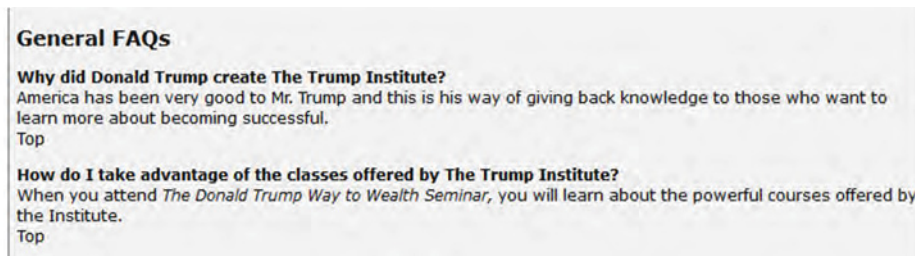 General FAQs
Why did Donald Trump create The Trump Institute?
America has been very good to Mr. Trump and this is his way of giving back knowledge to those who want to
learn more about becoming successful.
Top
How do I take advantage of the classes offered by The Trump Institute?
When you attend The Donald Trump Way to Wealth Seminar, you will learn about the powerful courses offered by
the Institute.
Top